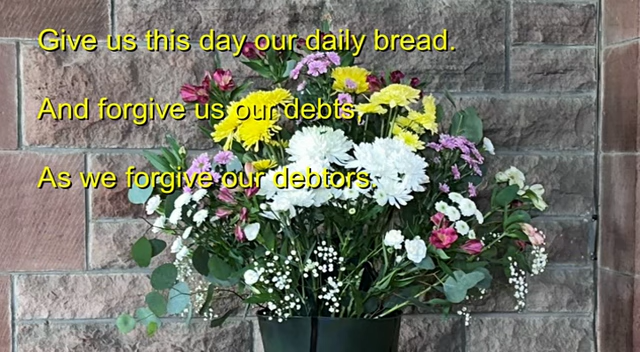 Give us this day our daily bread.
And forgive us our debts,
As we forgive our debtors.